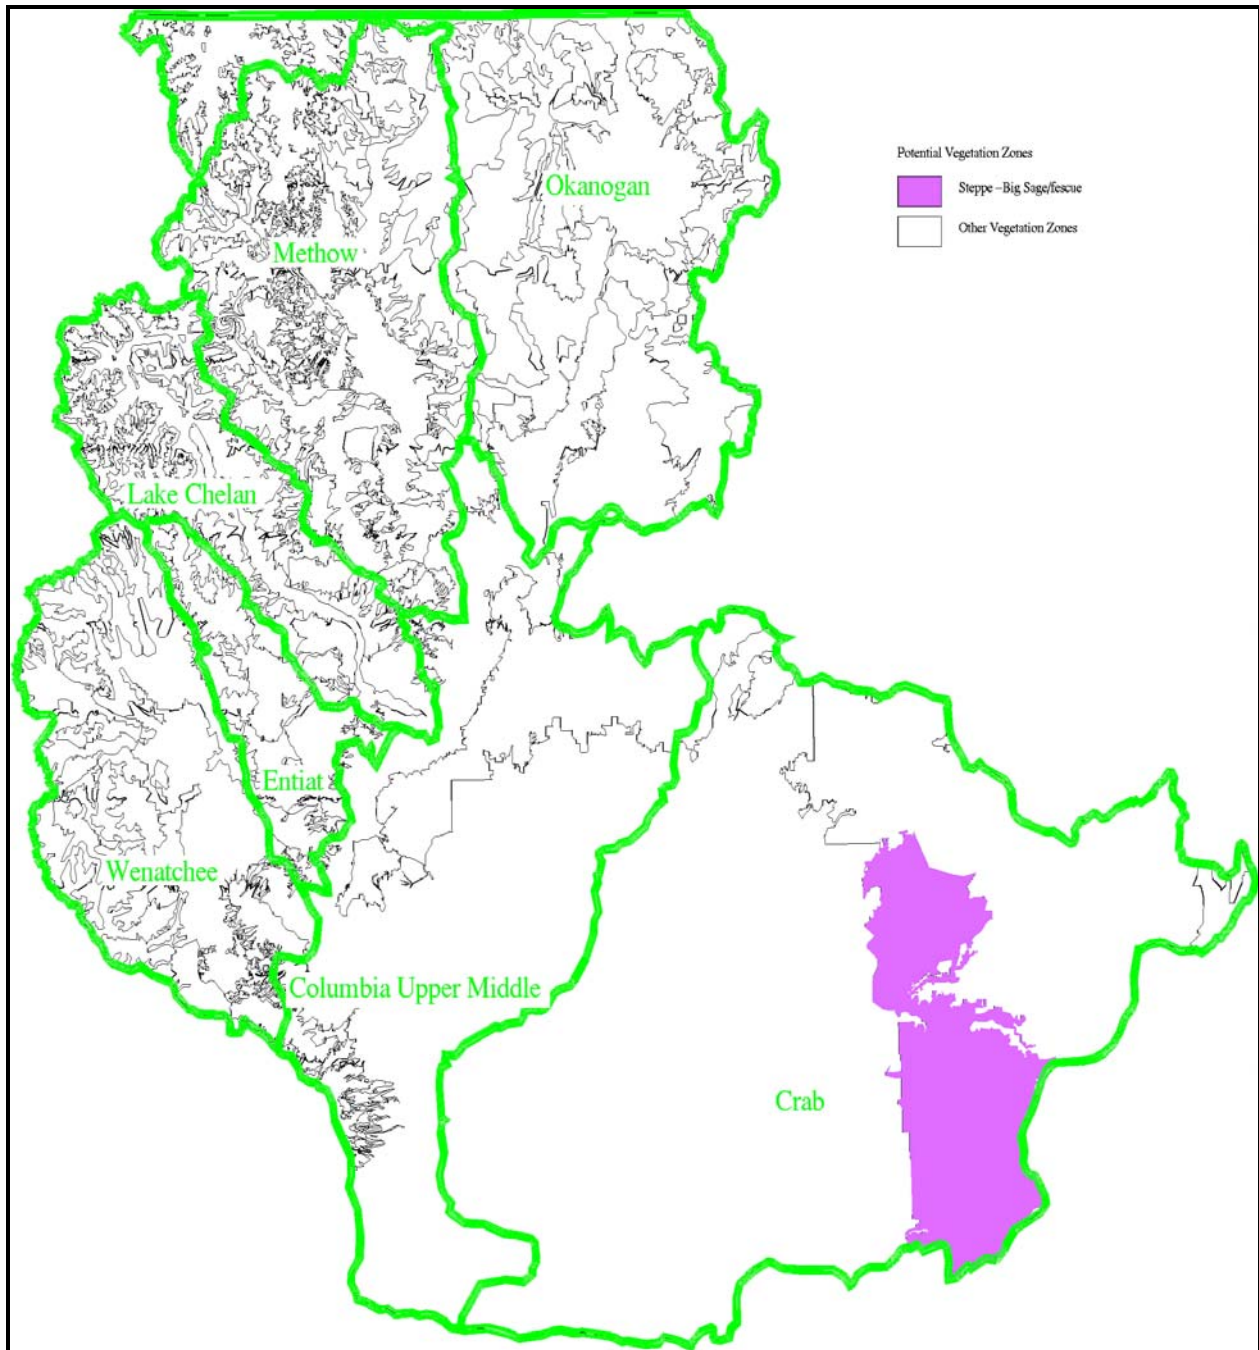 Potential Vegetation Zones
Steppe –Big Sage/fescue
Other Vegetation Zones
Okanogan
Methow
Lake Chelan
Entiat
Wenatchee
Columbia Upper Middle
Crab